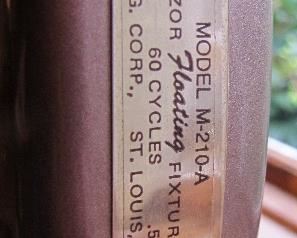 MODEL M-210-A
ZOR Floating FIXTUR
60 CYCLES .5
G. CORP., ST. LOUIS,